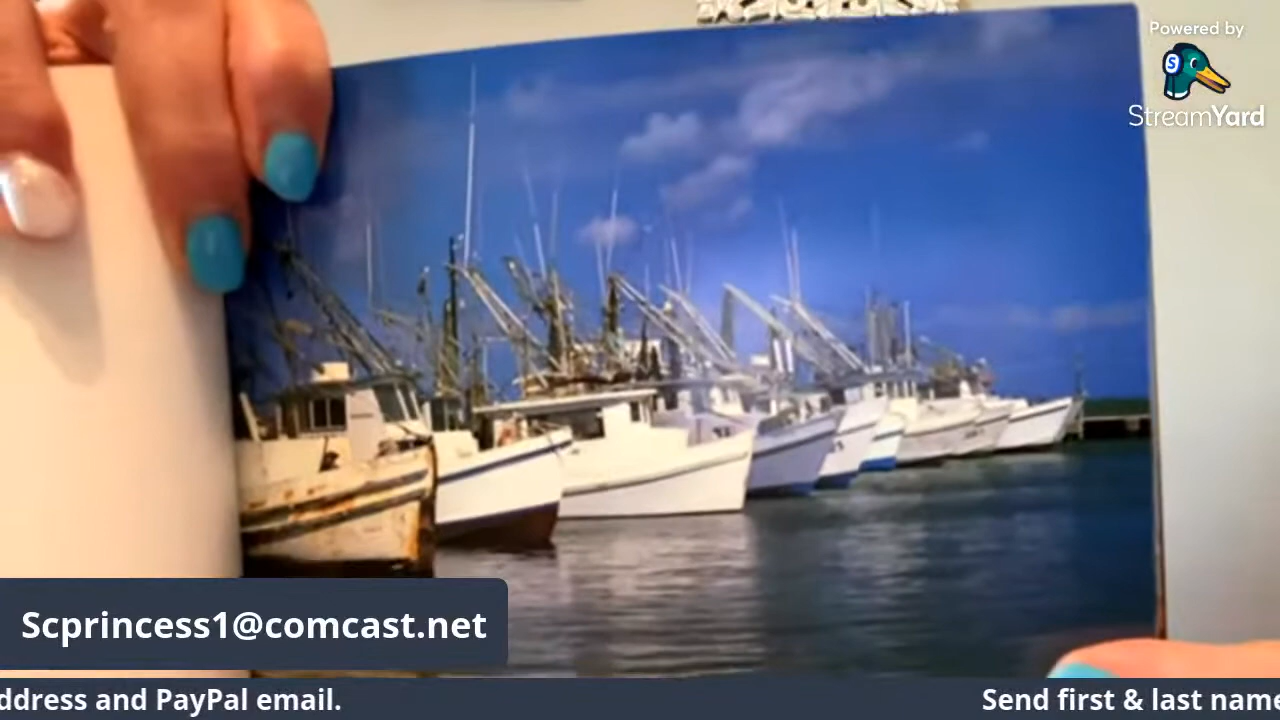 Powered by
StreamYard
Scprincess1@comcast.net
ddress and PayPal email.
Send first & last name